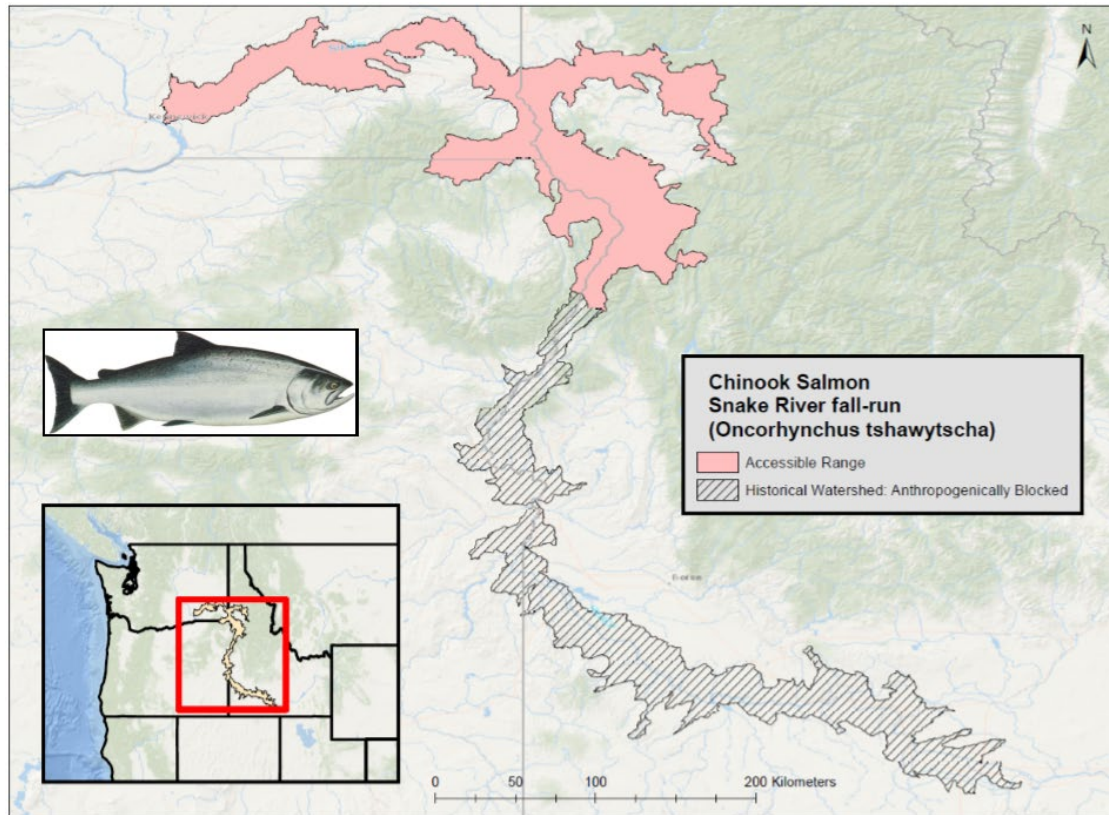 N
Chinook Salmon
Snake River fall-run
(Oncorhynchus tshawytscha)
Accessible Range
Historical Watershed: Anthropogenically Blocked
0 50 100 200 Kilometers